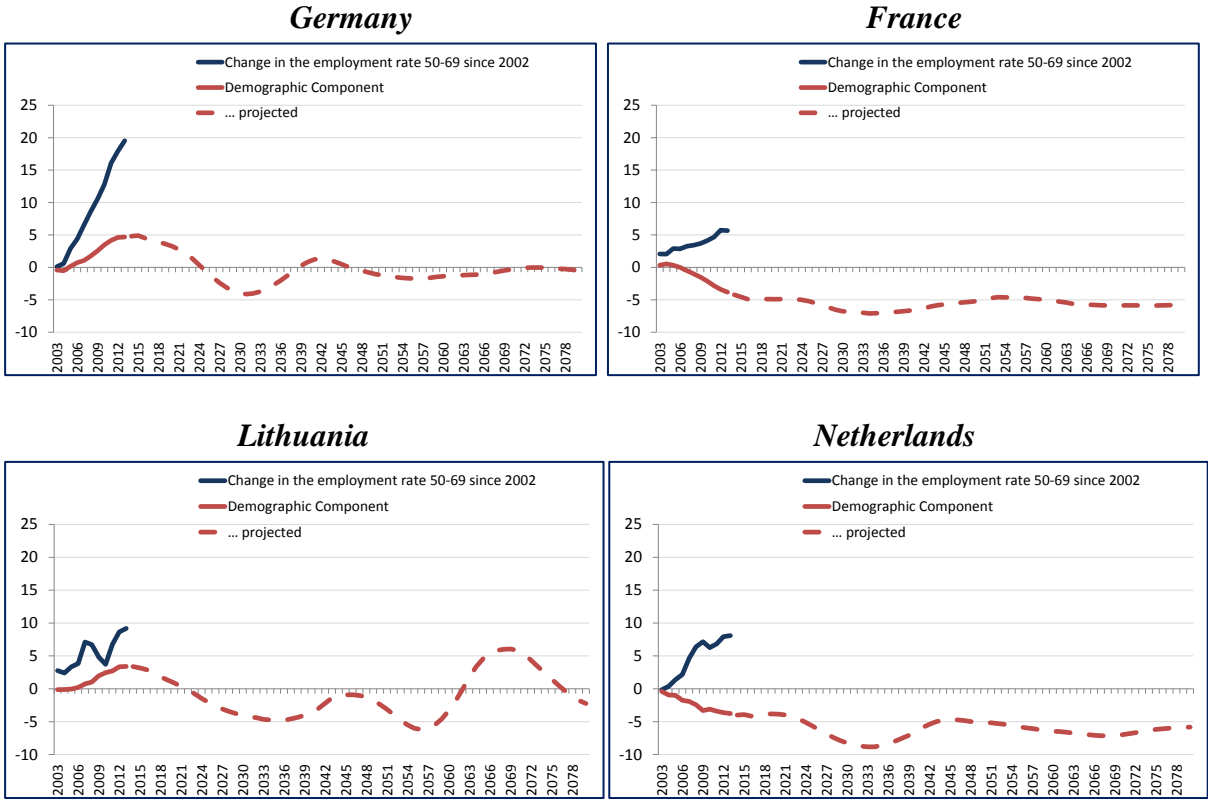 Germany
Change in the employment rate 50-69 since 2002
Demographic Component
... projected
25
20
15
10
5
0
-5
-10
2003 2006 2009 2012 2015 2018 2021 2024 2027 2030 2033 2036 2039 2042 2045 2048 2051 2054 2057 2060 2063 2066 2069 2072 2075 2078
France
Change in the employment rate 50-69 since 2002
Demographic Component
... projected
25
20
15
10
5
0
-5
-10
2003 2006 2009 2012 2015 2018 2021 2024 2027 2030 2033 2036 2039 2042 2045 2048 2051 2054 2057 2060 2063 2066 2069 2072 2075 2078
Lithuania
Change in the employment rate 50-69 since 2002
Demographic Component
... projected
25
20
15
10
5
0
-5
-10
2003 2006 2009 2012 2015 2018 2021 2024 2027 2030 2033 2036 2039 2042 2045 2048 2051 2054 2057 2060 2063 2066 2069 2072 2075 2078
Netherlands
Change in the employment rate 50-69 since 2002
Demographic Component
... projected
25
20
15
10
5
0
-5
-10
2003 2006 2009 2012 2015 2018 2021 2024 2027 2030 2033 2036 2039 2042 2045 2048 2051 2054 2057 2060 2063 2066 2069 2072 2075 2078